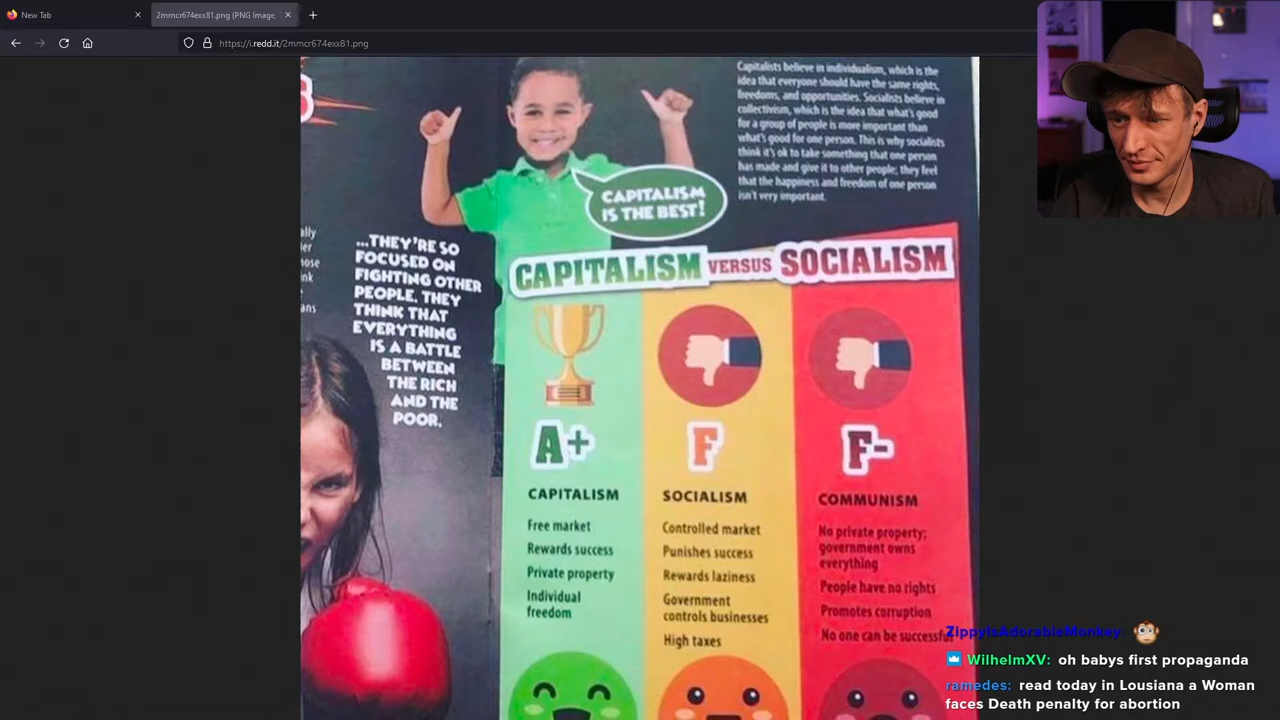 New Tab
2mmcr674exx81.png (PNG Image,
https://i.redd.it/2mmcr674exx81.png
Capitalists believe in individualism, which is the
idea that everyone should have the same rights,
freedoms, and opportunities. Socialists believe in
collectivism, which is the idea that what's good
for a group of people is more important than
what's good for one person. This is why socialists
think it's ok to take something that one person
has made and give it to other people; they feel
that the happiness and freedom of one person
isn't very important.
CAPITALISM
IS THE BEST!
...THEY'RE SO
FOCUSED ON
FIGHTING OTHER
PEOPLE, THEY
THINK THAT
EVERYTHING
IS A BATTLE
BETWEEN
THE RICH
AND THE
POOR.
CAPITALISM VERSUS SOCIALISM
A+
CAPITALISM
Free market
Rewards success
Private property
Individual
freedom
F
SOCIALISM
Controlled market
Punishes success
Rewards laziness
Government
controls businesses
High taxes
F-
COMMUNISM
No private property;
government owns
everything
People have no rights
Promotes corruption
No one can be successful
ZippyIsAdorableMonkey:
WilhelmXV: oh babys first propaganda
ramedes: read today in Lousiana a Woman
faces Death penalty for abortion